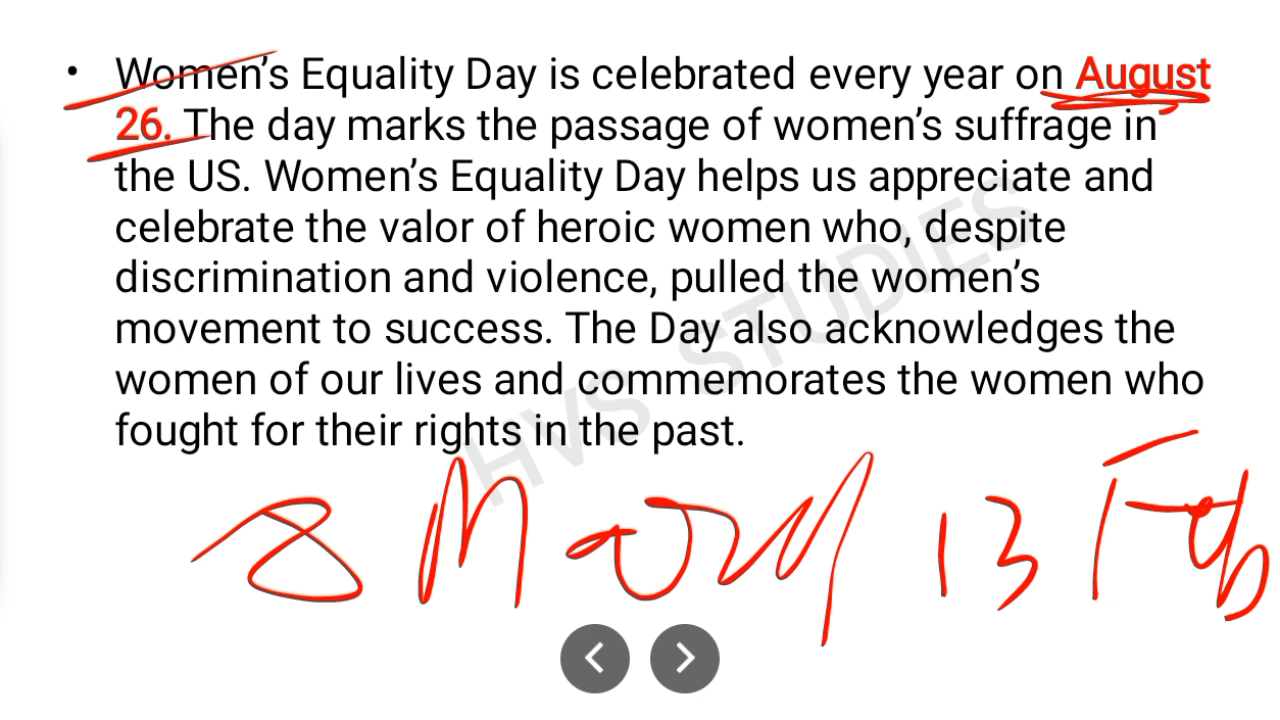 • Women's Equality Day is celebrated every year on August
26. The day marks the passage of women's suffrage in
the US. Women's Equality Day helps us appreciate and
celebrate the valor of heroic women who, despite
discrimination and violence, pulled the women's
movement to success. The Day also acknowledges the
women of our lives and commemorates the women who
fought for their rights in the past.
HVS STUDIES
8 March 13 Feb